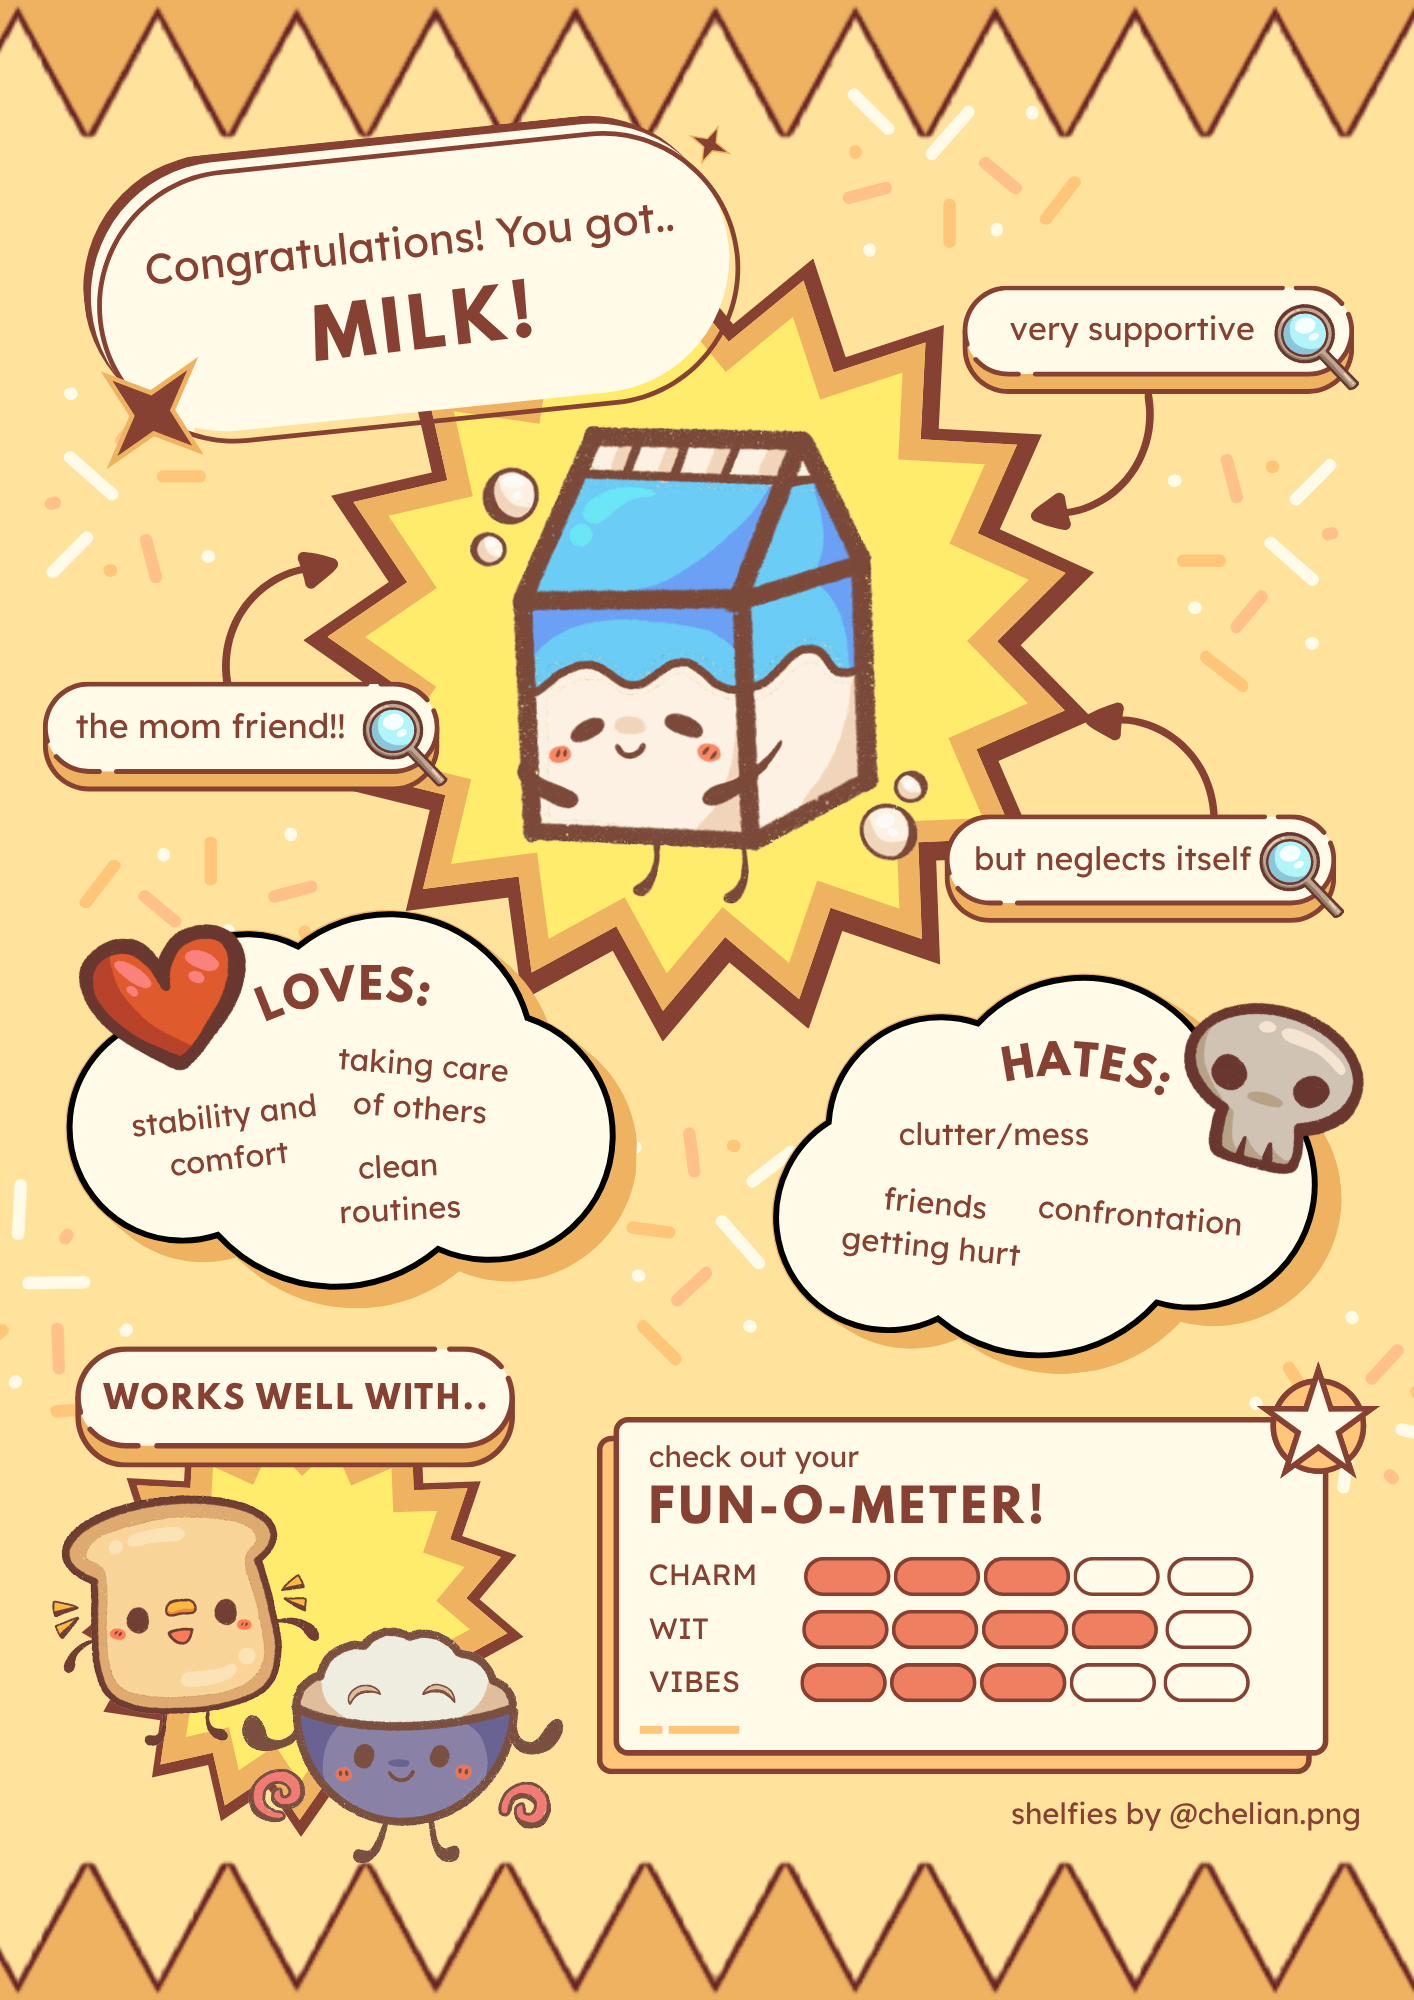 Congratulations! You got..
MILK!
very supportive
the mom friend!!
but neglects itself
LOVES:
taking care
of others
stability and
comfort
clean
routines
HATES:
clutter/mess
friends
getting hurt
confrontation
WORKS WELL WITH..
check out your
FUN-O-METER!
CHARM
WIT
VIBES
shelfies by @chelian.png